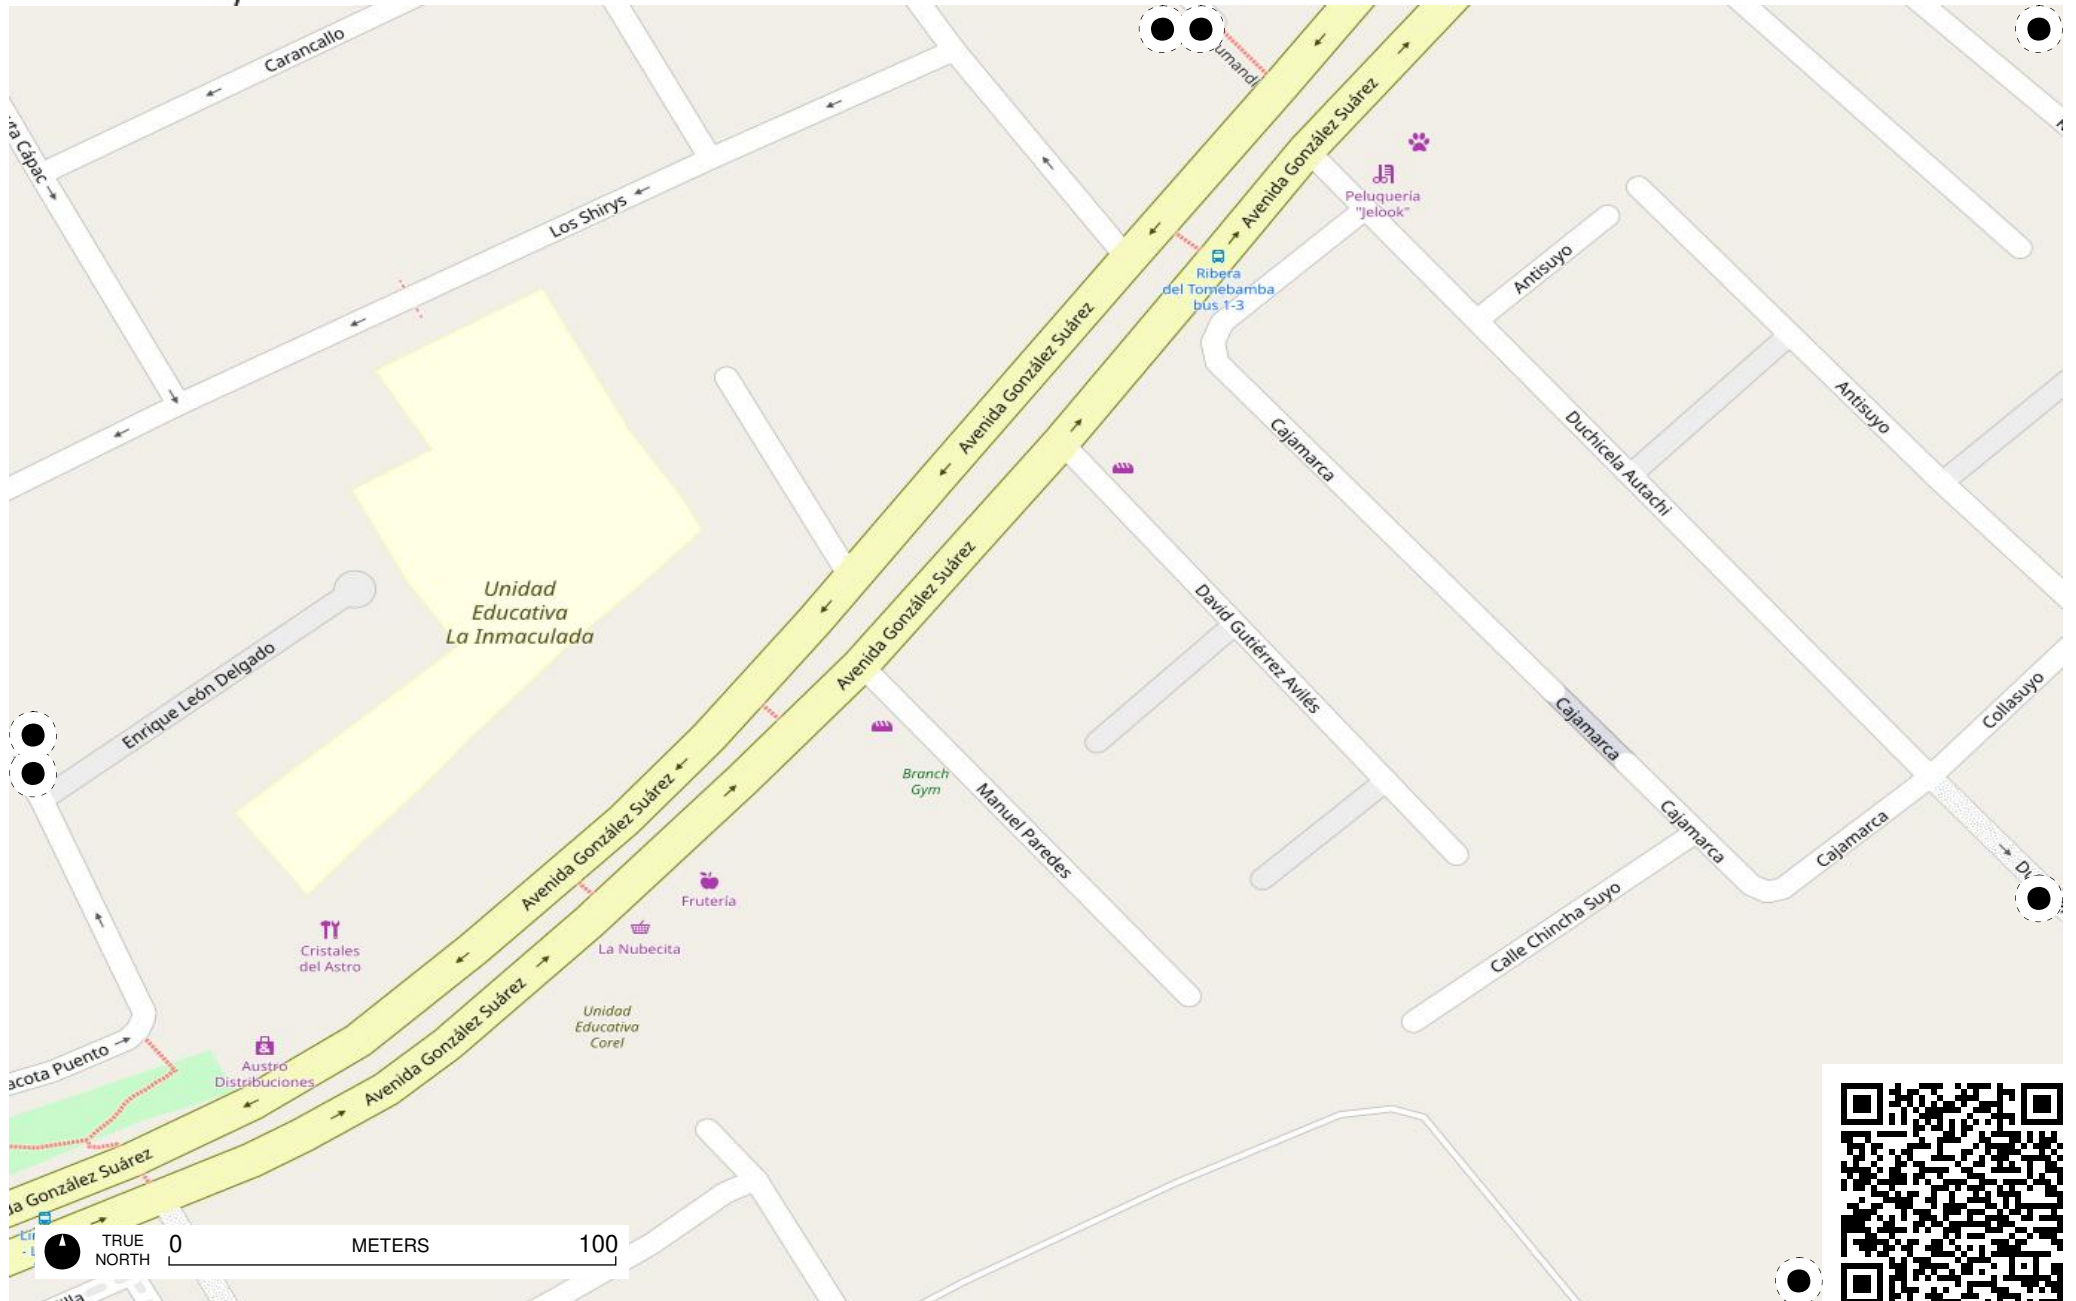 Carancallo
Los Shirys
Avenida González Suárez
Peluquería
"Jelook"
Ribera
del Tomebamba
bus 1-3
Antisuyo
Avenida González Suárez
Antisuyo
Duchicela Autachi
Cajamarca
Avenida González Suárez
Unidad
Educativa
La Inmaculada
David Gutiérrez Avilés
Enrique León Delgado
Cajamarca
Collasuyo
Branch
Gym
Manuel Paredes
Avenida González Suárez
Cajamarca
Cajamarca
Frutería
La Nubecita
Calle Chincha Suyo
Cristales
del Astro
Unidad
Educativa
Corel
Avenida González Suárez
Austro
Distribuciones
González Suárez
TRUE
NORTH
0 METERS 100